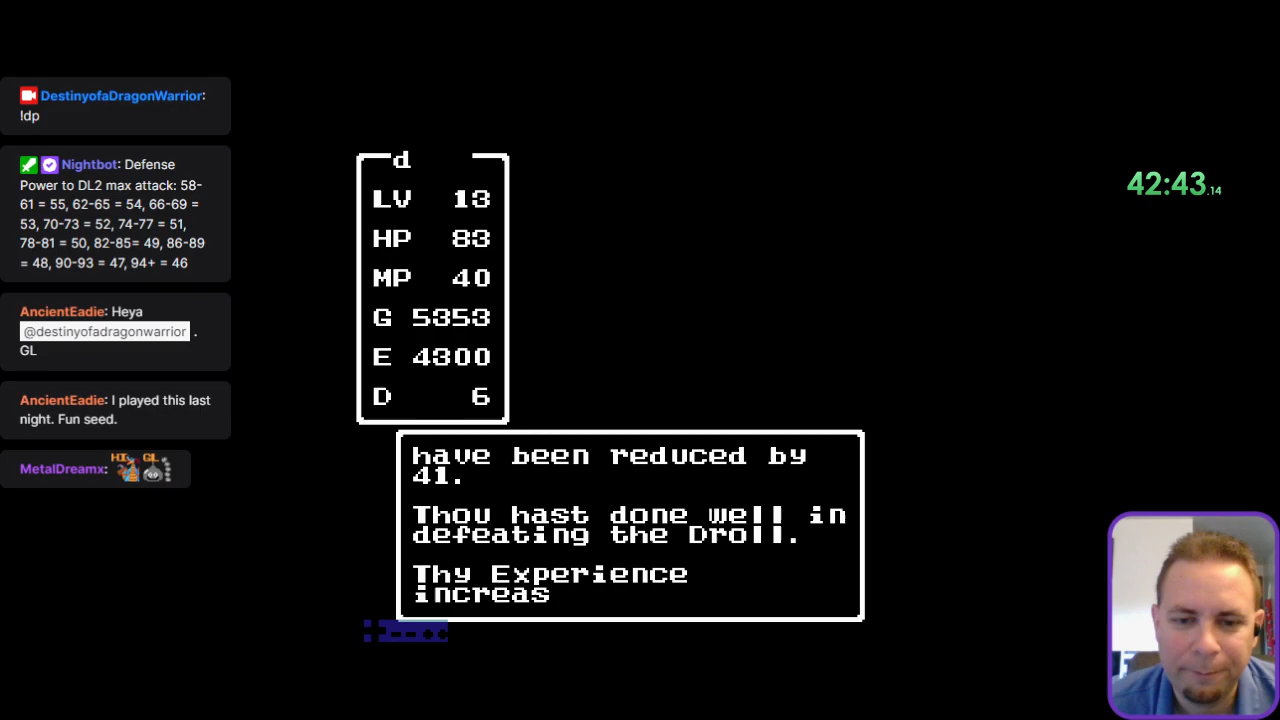 DestinyofaDragonWarrior:
!dp
Nightbot: Defense
Power to DL2 max attack: 58-
61 = 55, 62-65 = 54, 66-69 =
53, 70-73 = 52, 74-77 = 51,
78-81 = 50, 82-85= 49, 86-89
= 48, 90-93 = 47, 94+ = 46
AncientEadie: Heya
@destinyofadragonwarrior .
GL
AncientEadie: I played this last
night. Fun seed.
MetalDreamx: HI GL
d
LV 13
HP 83
MP 40
G 5353
E 4300
D 6
have been reduced by
41.
Thou hast done well in
defeating the Droll.
Thy Experience
increas
42:43.14